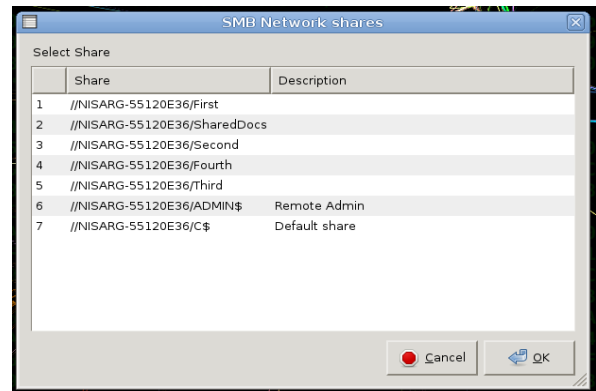 SMB Network shares
Select Share
Share Description
1 //NISARG-55120E36/First
2 //NISARG-55120E36/SharedDocs
3 //NISARG-55120E36/Second
4 //NISARG-55120E36/Fourth
5 //NISARG-55120E36/Third
6 //NISARG-55120E36/ADMIN$ Remote Admin
7 //NISARG-55120E36/C$ Default share
Cancel OK